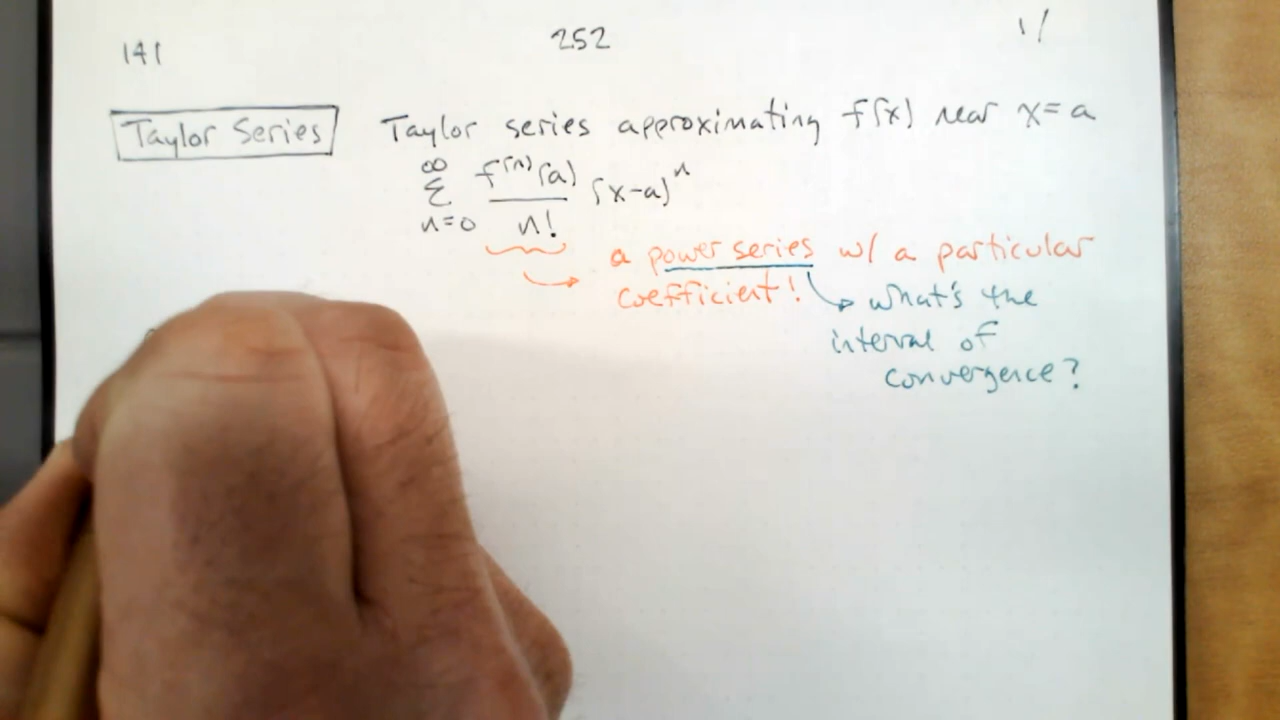 141 252 1/
Taylor Series Taylor series approximating f(x) near x=a
∞
Σ f⁽ⁿ⁾(a) (x-a)ⁿ
n=0 n!
a power series w/ a particular
coefficient! what's the
interval of
convergence?